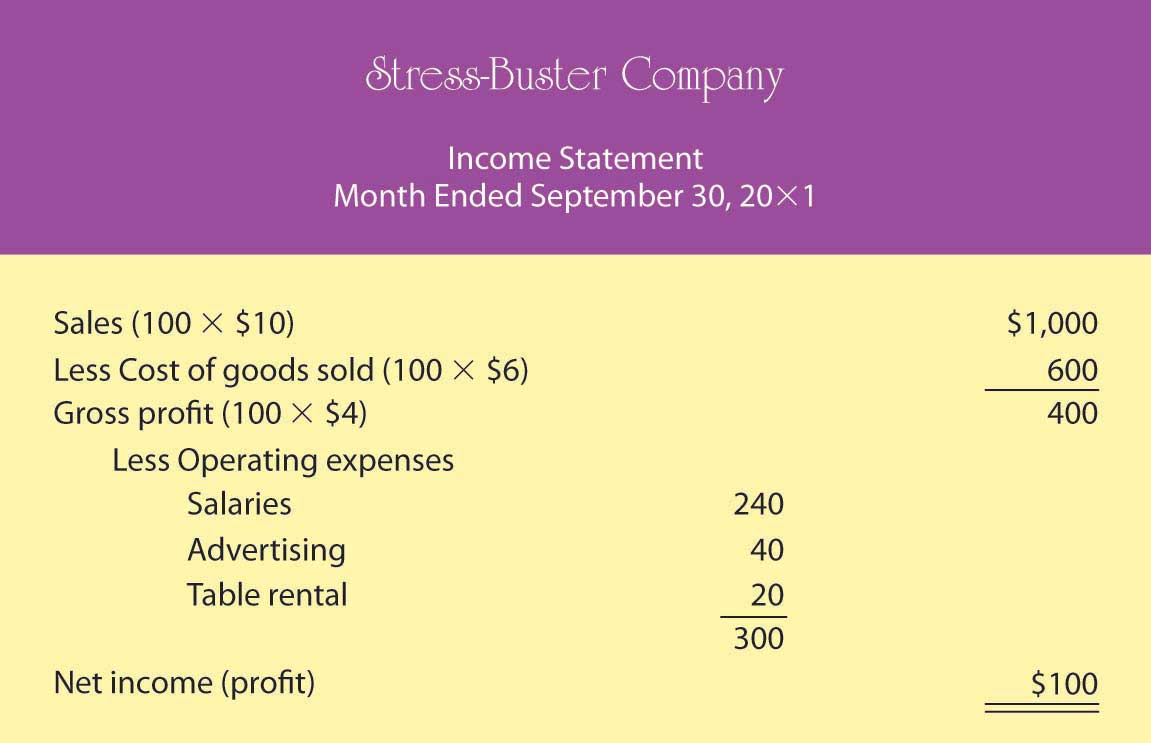 Stress-Buster Company
Income Statement
Month Ended September 30, 20×1
Sales (100 × $10) $1,000
Less Cost of goods sold (100 × $6) 600
Gross profit (100 × $4) 400
Less Operating expenses
Salaries 240
Advertising 40
Table rental 20
300
Net income (profit) $100